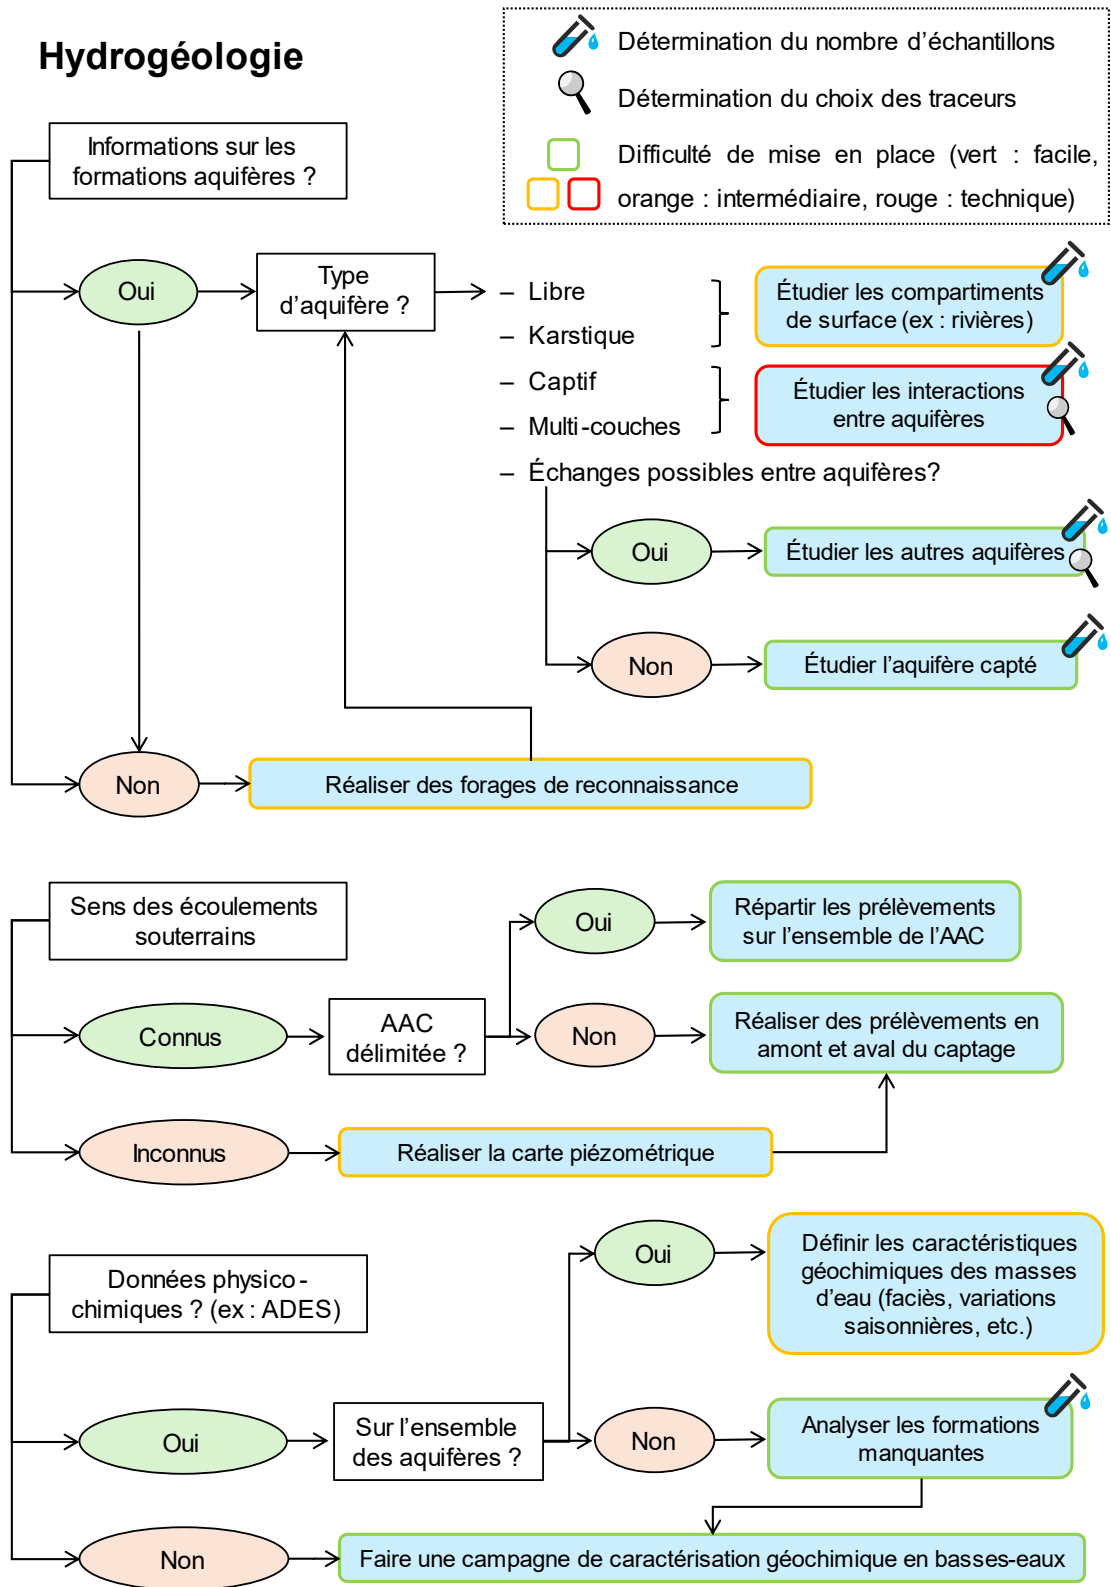 Hydrogéologie
Détermination du nombre d’échantillons
Détermination du choix des traceurs
Difficulté de mise en place (vert : facile,
orange : intermédiaire, rouge : technique)
Informations sur les
formations aquifères ?
Oui
Type
d’aquifère ?
– Libre
– Karstique
– Captif
– Multi-couches
– Échanges possibles entre aquifères?
Étudier les compartiments
de surface (ex : rivières)
Étudier les interactions
entre aquifères
Oui
Étudier les autres aquifères
Non
Étudier l’aquifère capté
Non
Réaliser des forages de reconnaissance
Sens des écoulements
souterrains
Connus
AAC
délimitée ?
Oui
Répartir les prélèvements
sur l’ensemble de l’AAC
Non
Réaliser des prélèvements en
amont et aval du captage
Inconnus
Réaliser la carte piézométrique
Données physico-
chimiques ? (ex : ADES)
Oui
Sur l’ensemble
des aquifères ?
Oui
Définir les caractéristiques
géochimiques des masses
d’eau (faciès, variations
saisonnières, etc.)
Non
Analyser les formations
manquantes
Non
Faire une campagne de caractérisation géochimique en basses-eaux